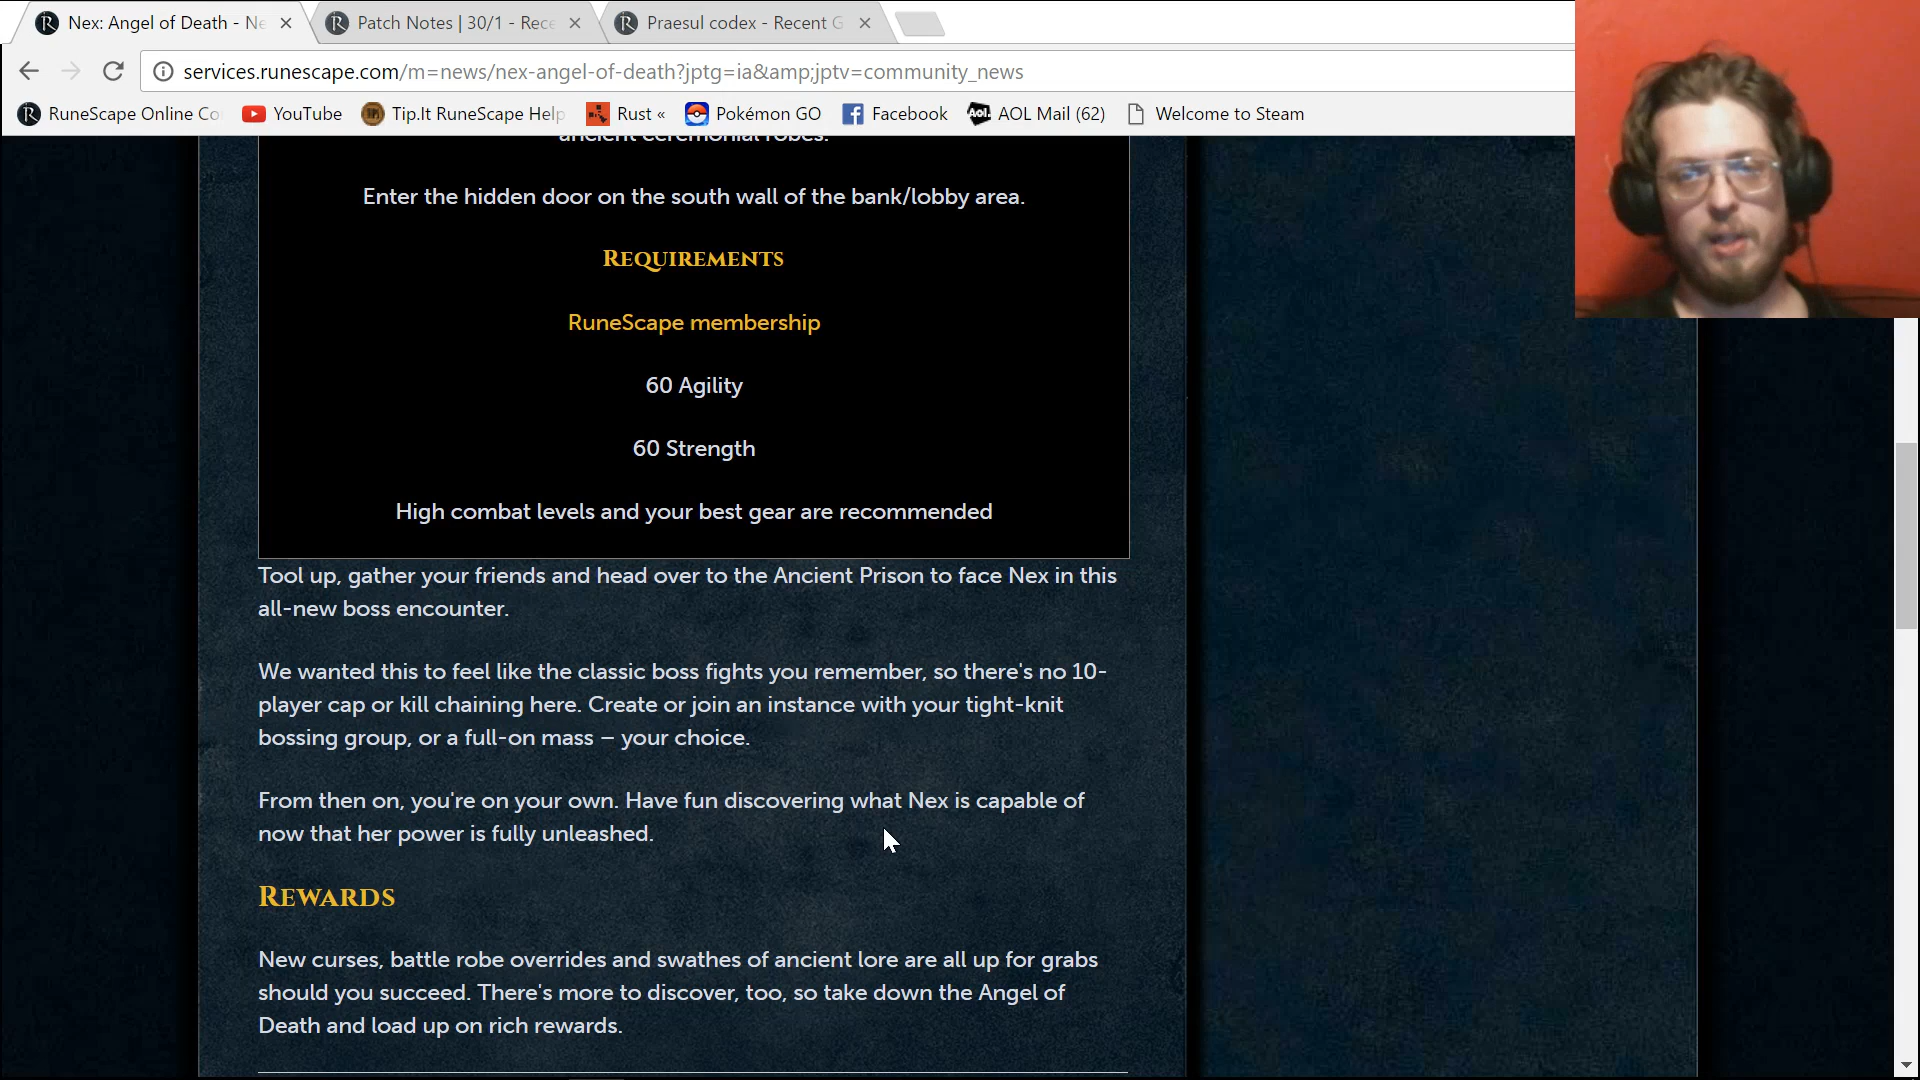 Nex: Angel of Death - Ne
Patch Notes | 30/1 - Rece
Praesul codex - Recent G
services.runescape.com/m=news/nex-angel-of-death?jptg=ia&amp;jptv=community_news
RuneScape Online Co
YouTube
Tip.It RuneScape Help
Rust «
Pokémon GO
Facebook
Aol.
AOL Mail (62)
Welcome to Steam
ancient ceremonial robes.
Enter the hidden door on the south wall of the bank/lobby area.
REQUIREMENTS
RuneScape membership
60 Agility
60 Strength
High combat levels and your best gear are recommended
Tool up, gather your friends and head over to the Ancient Prison to face Nex in this
all-new boss encounter.
We wanted this to feel like the classic boss fights you remember, so there's no 10-
player cap or kill chaining here. Create or join an instance with your tight-knit
bossing group, or a full-on mass – your choice.
From then on, you're on your own. Have fun discovering what Nex is capable of
now that her power is fully unleashed.
REWARDS
New curses, battle robe overrides and swathes of ancient lore are all up for grabs
should you succeed. There's more to discover, too, so take down the Angel of
Death and load up on rich rewards.